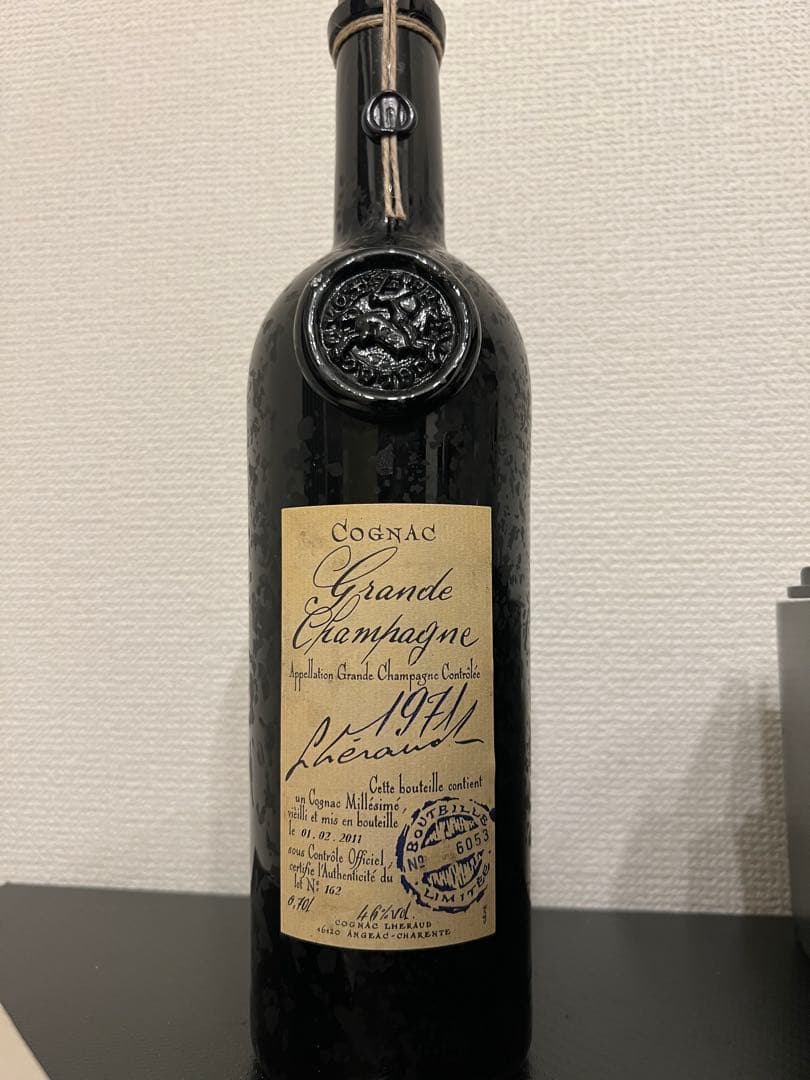 COGNAC
Grande
Champagne
Appellation Grande Champagne Contrôlée
1971
Lhéraud
Cette bouteille contient
un Cognac Millésimé,
vieilli et mis en bouteille
le 01.02.2011
sous Contrôle Officiel,
certifie l'Authenticité du
lot N° 162
BOUTEILLE
N° 6053
LIMITÉE
0,70l
46%vol.
COGNAC LHERAUD
16120 ANGEAC-CHARENTE